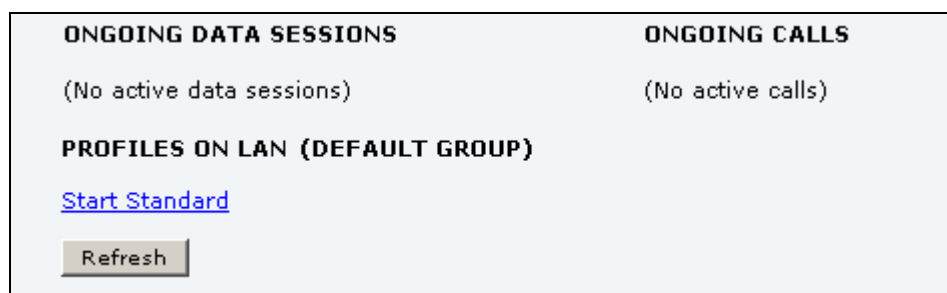 ONGOING DATA SESSIONS
ONGOING CALLS
(No active data sessions)
(No active calls)
PROFILES ON LAN (DEFAULT GROUP)
Start Standard
Refresh